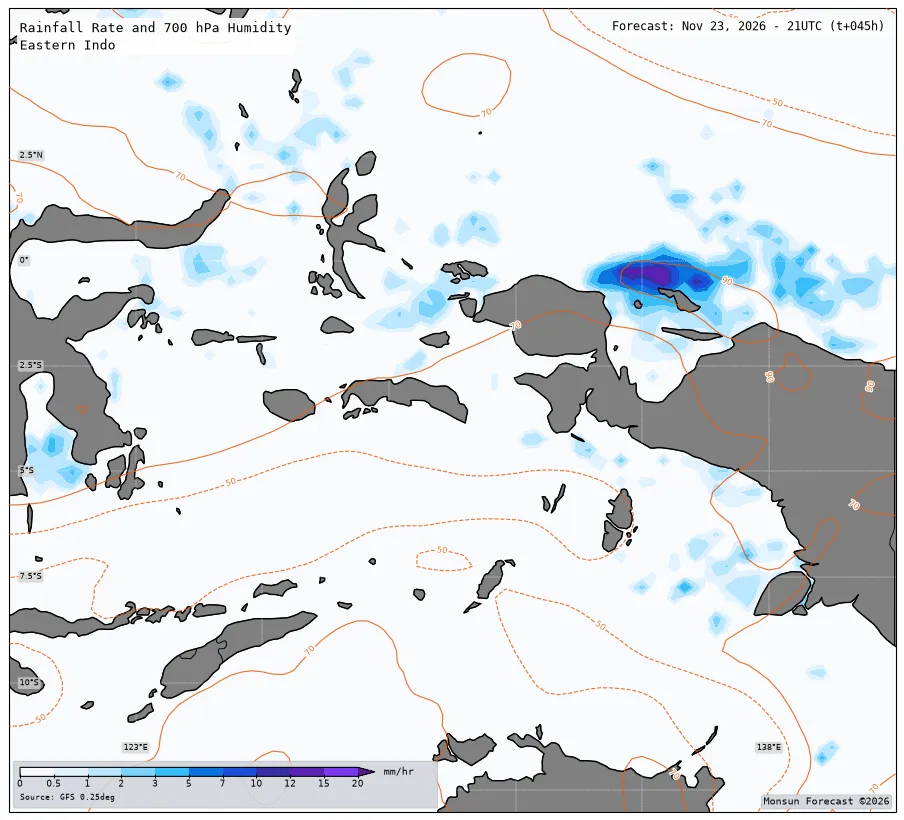 Rainfall Rate and 700 hPa Humidity
Eastern Indo
Forecast: Nov 23, 2026 - 21UTC (t+045h)
50
70
70
2.5°N
70
70
0°
90
70
2.5°S
90
90
5°S
50
70
50
7.5°S
50
70
10°S
50
123°E
138°E
70
70
0 0.5 1 2 3 5 7 10 12 15 20 mm/hr
Source: GFS 0.25deg
Monsun Forecast ©2026